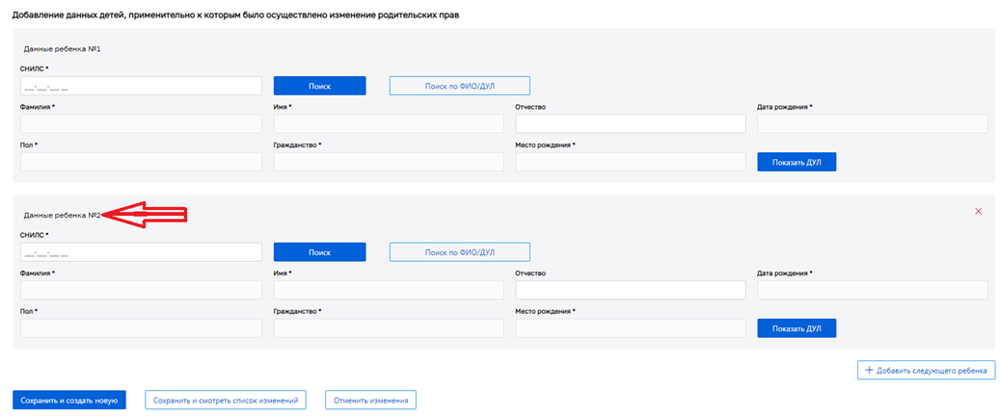 Добавление данных детей, применительно к которым было осуществлено изменение родительских прав
Данные ребенка №1
СНИЛС *
___-___-___ __ Поиск Поиск по ФИО/ДУЛ
Фамилия * Имя * Отчество Дата рождения *
Пол * Гражданство * Место рождения * Показать ДУЛ
Данные ребенка №2
СНИЛС *
___-___-___ __ Поиск Поиск по ФИО/ДУЛ
Фамилия * Имя * Отчество Дата рождения *
Пол * Гражданство * Место рождения * Показать ДУЛ
+ Добавить следующего ребенка
Сохранить и создать новую Сохранить и смотреть список изменений Отменить изменения